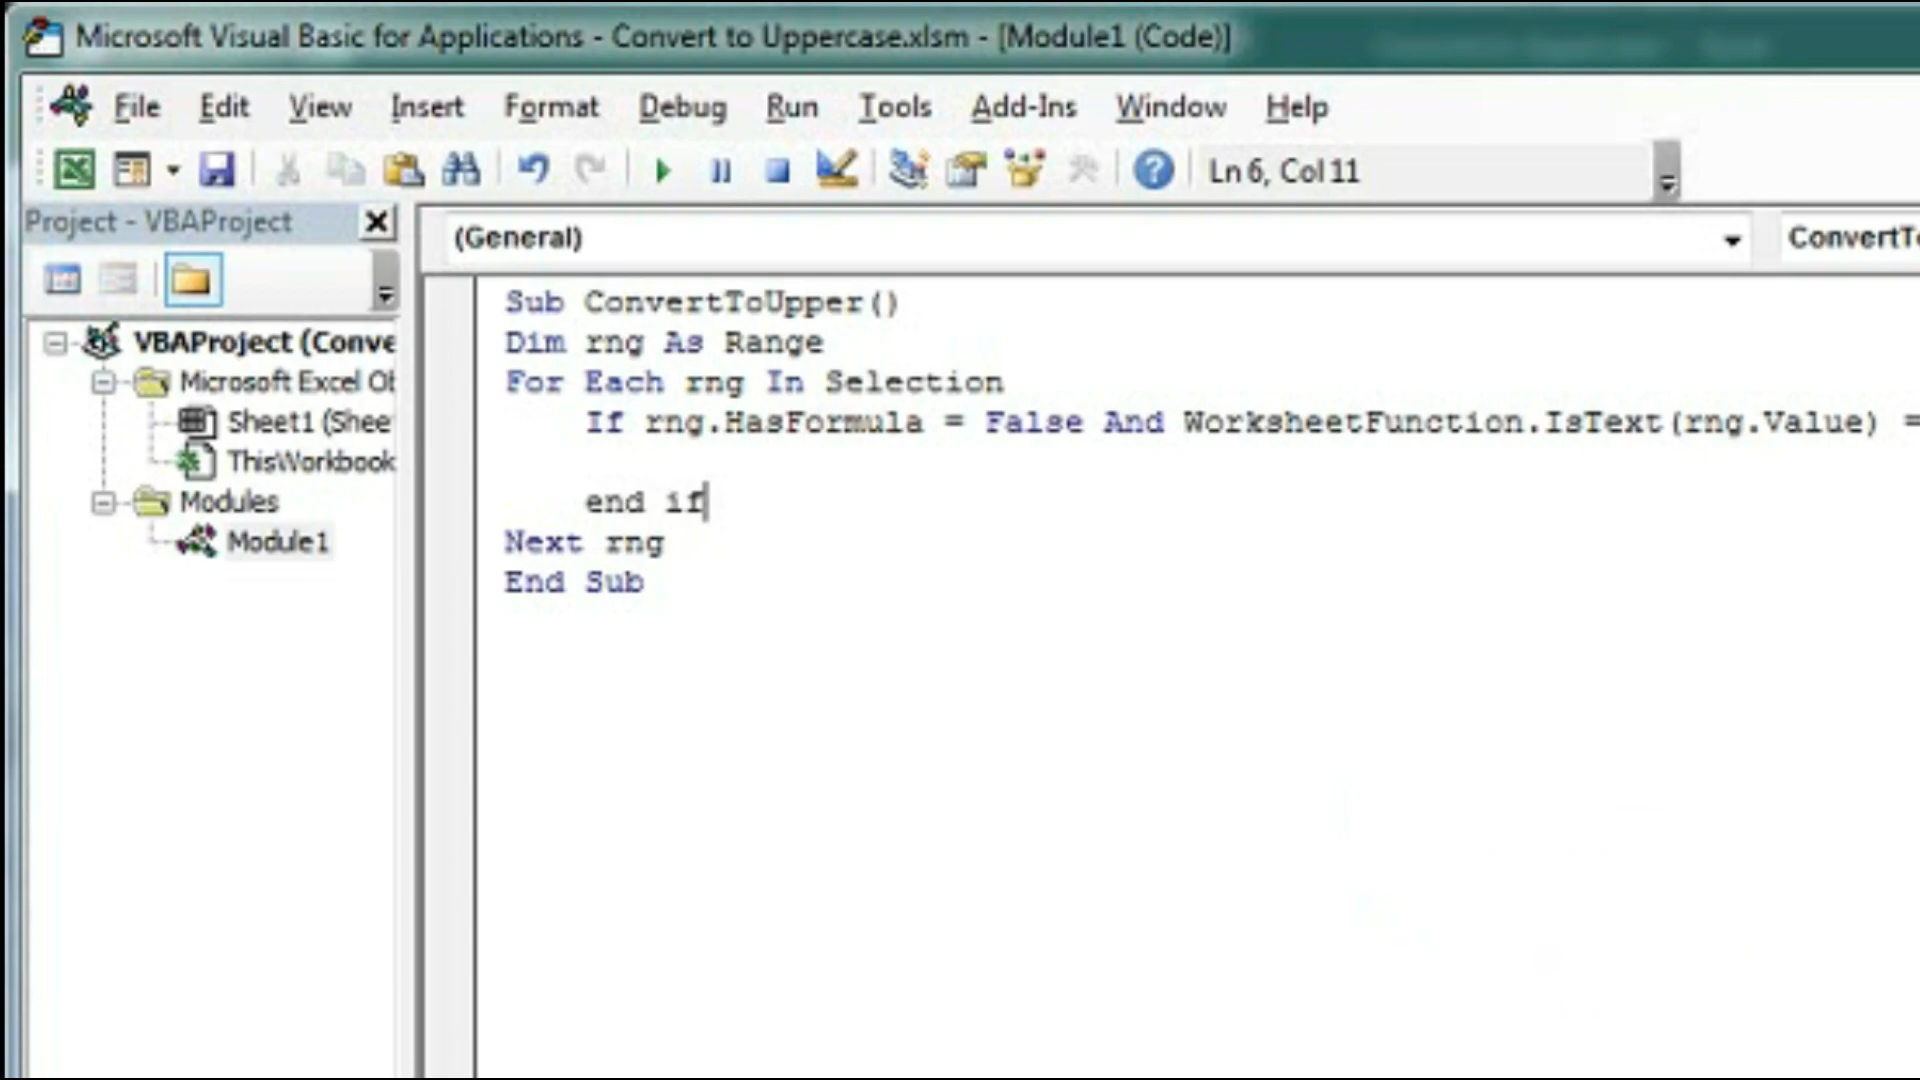 Microsoft Visual Basic for Applications - Convert to Uppercase.xlsm - [Module1 (Code)]
File Edit View Insert Format Debug Run Tools Add-Ins Window Help
Ln 6, Col 11
Project - VBAProject
(General)
ConvertTo
VBAProject (Conve
Microsoft Excel Ob
Sheet1 (Sheet
ThisWorkbook
Modules
Module1
Sub ConvertToUpper()
Dim rng As Range
For Each rng In Selection
If rng.HasFormula = False And WorksheetFunction.IsText(rng.Value) =
end if
Next rng
End Sub